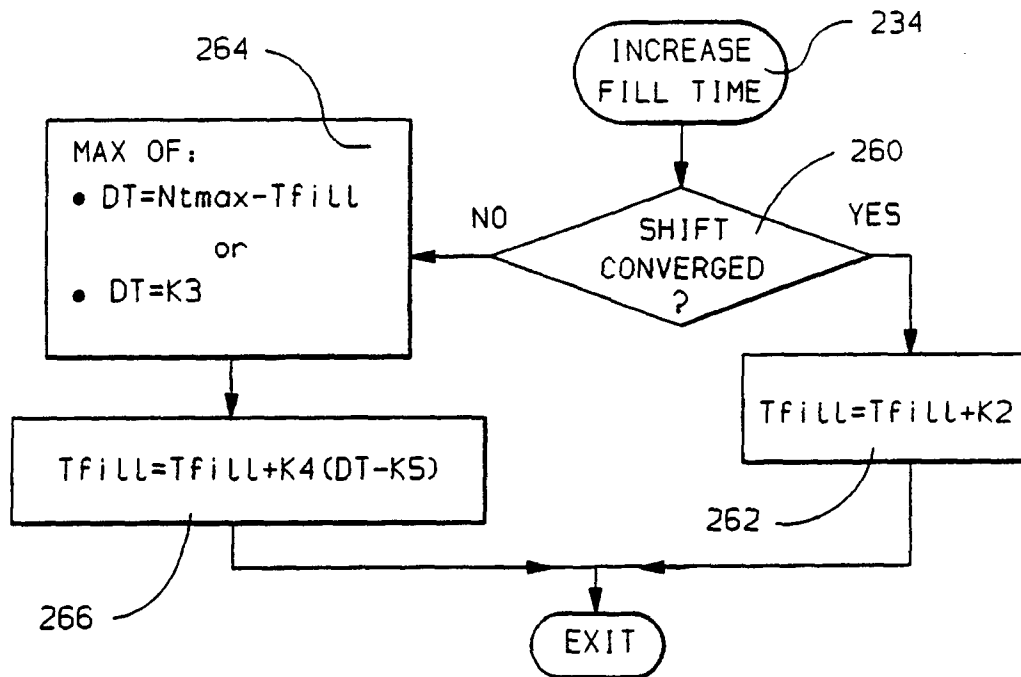 234
INCREASE
FILL TIME
264
MAX OF:
• DT=Ntmax-Tfill
or
• DT=K3
260
NO
YES
SHIFT
CONVERGED
?
Tfill=Tfill+K2
262
Tfill=Tfill+K4(DT-K5)
266
EXIT